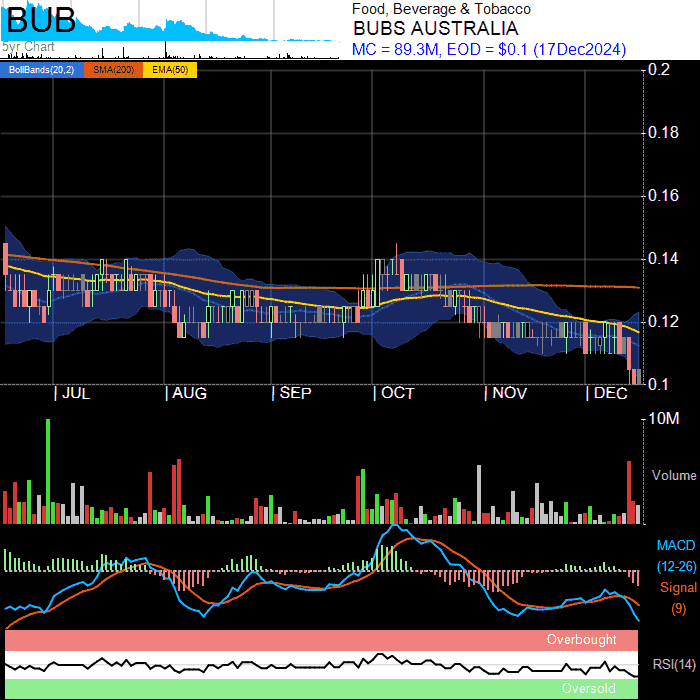 BUB
5yr Chart
Food, Beverage & Tobacco
BUBS AUSTRALIA
MC = 89.3M, EOD = $0.1 (17Dec2024)
BollBands(20,2) SMA(200) EMA(50)
0.2
0.18
0.16
0.14
0.12
0.1
| JUL | AUG | SEP | OCT | NOV | DEC
10M
Volume
MACD
(12-26)
Signal
(9)
Overbought
RSI(14)
Oversold